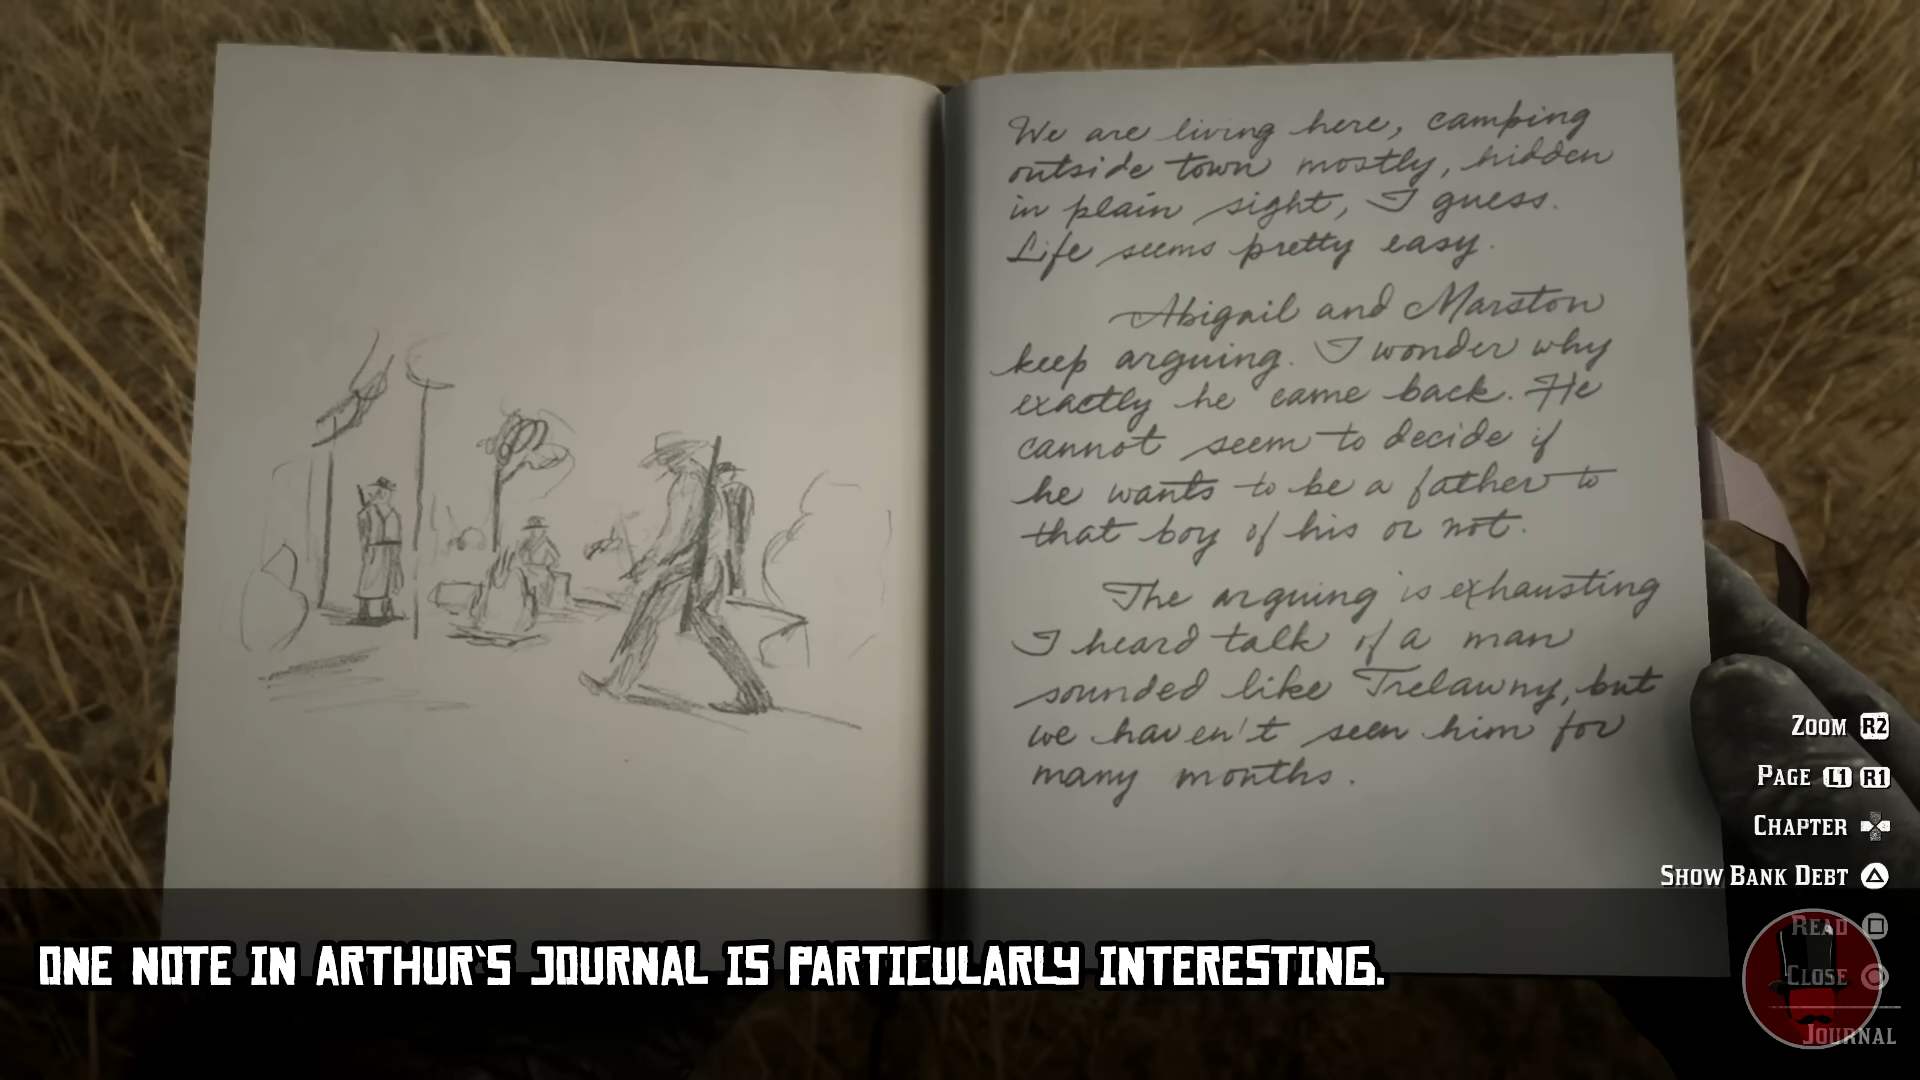 We are living here, camping
outside town mostly, hidden
in plain sight, I guess.
Life seems pretty easy.
Abigail and Marston
keep arguing. I wonder why
exactly he came back. He
cannot seem to decide if
he wants to be a father to
that boy of his or not.
The arguing is exhausting
I heard talk of a man
sounded like Trelawny, but
we haven't seen him for
many months.
ZOOM R2
PAGE L1 R1
CHAPTER
SHOW BANK DEBT
READ
CLOSE
JOURNAL
ONE NOTE IN ARTHUR'S JOURNAL IS PARTICULARLY INTERESTING.